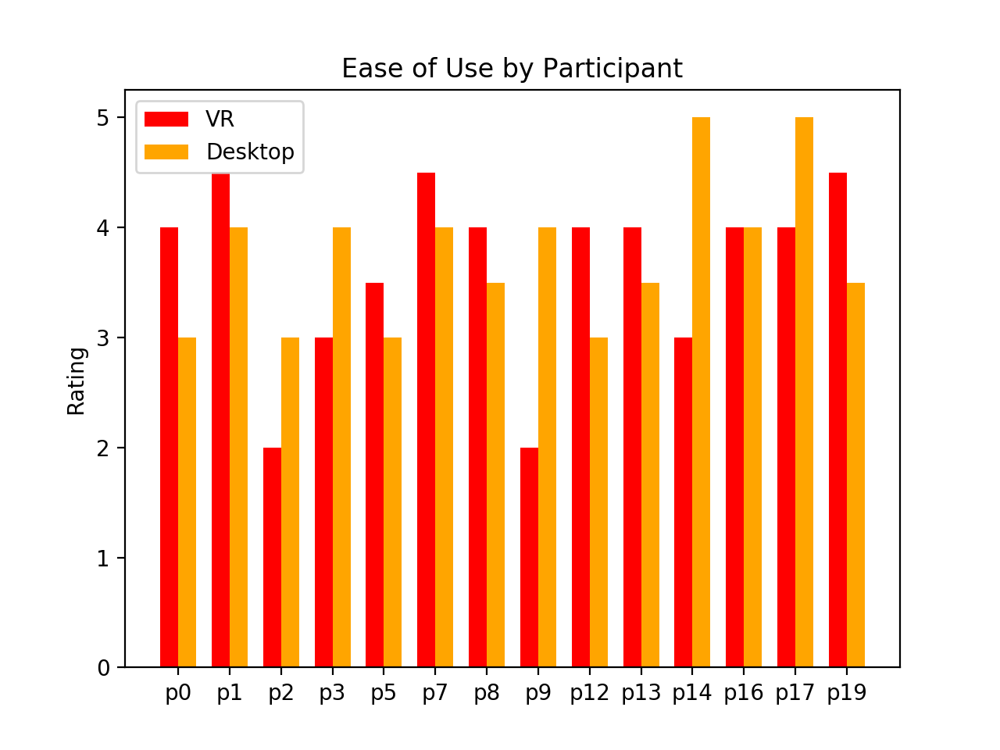 Ease of Use by Participant
VR
Desktop
Rating
5
4
3
2
1
0
p0 p1 p2 p3 p5 p7 p8 p9 p12 p13 p14 p16 p17 p19